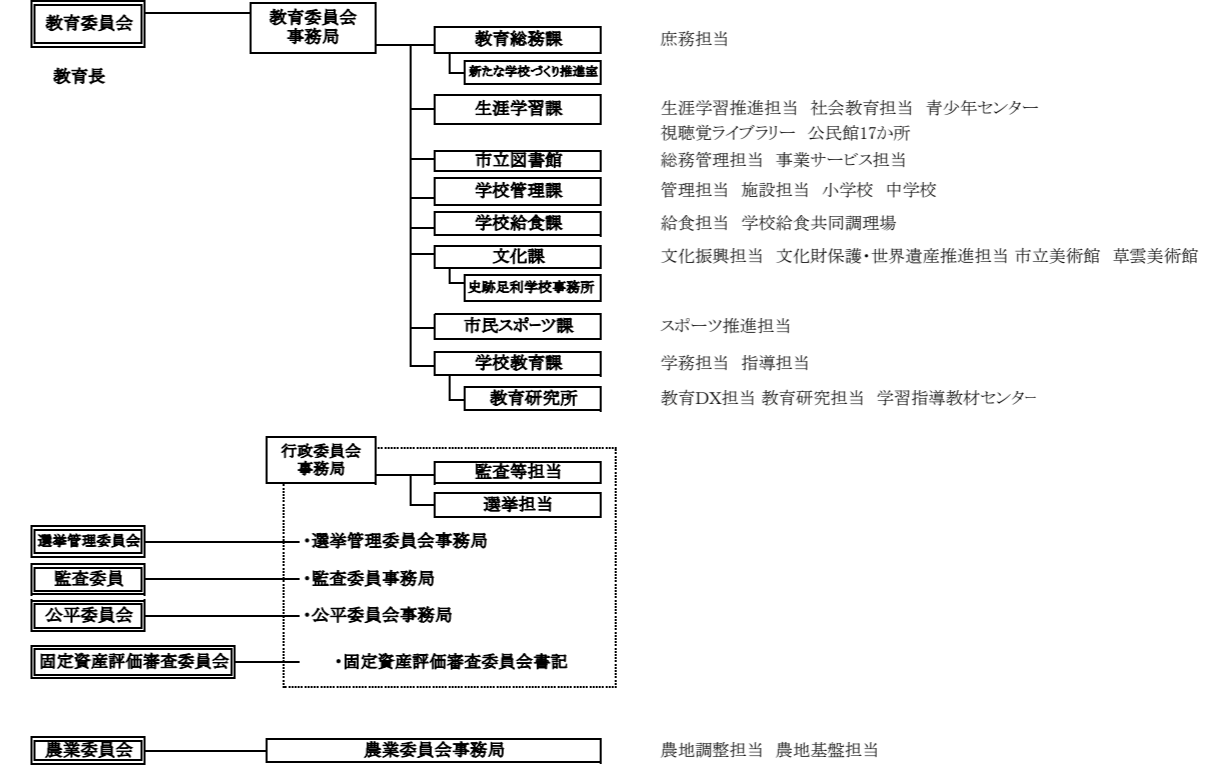 教育委員会
教育長
教育委員会
事務局
教育総務課 庶務担当
新たな学校づくり推進室
生涯学習課 生涯学習推進担当 社会教育担当 青少年センター
視聴覚ライブラリー 公民館17か所
市立図書館 総務管理担当 事業サービス担当
学校管理課 管理担当 施設担当 小学校 中学校
学校給食課 給食担当 学校給食共同調理場
文化課 文化振興担当 文化財保護・世界遺産推進担当 市立美術館 草雲美術館
史跡足利学校事務所
市民スポーツ課 スポーツ推進担当
学校教育課 学務担当 指導担当
教育研究所 教育DX担当 教育研究担当 学習指導教材センター
行政委員会
事務局
監査等担当
選挙担当
選挙管理委員会 ・選挙管理委員会事務局
監査委員 ・監査委員事務局
公平委員会 ・公平委員会事務局
固定資産評価審査委員会 ・固定資産評価審査委員会書記
農業委員会 農業委員会事務局 農地調整担当 農地基盤担当